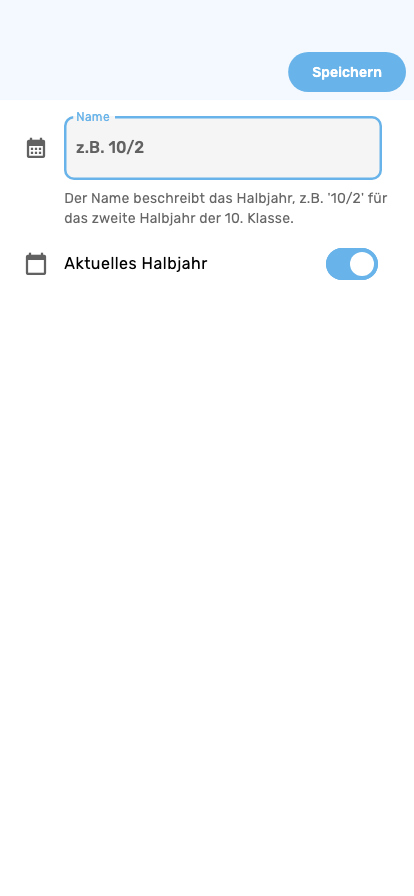 Speichern
Name
z.B. 10/2
Der Name beschreibt das Halbjahr, z.B. '10/2' für
das zweite Halbjahr der 10. Klasse.
Aktuelles Halbjahr